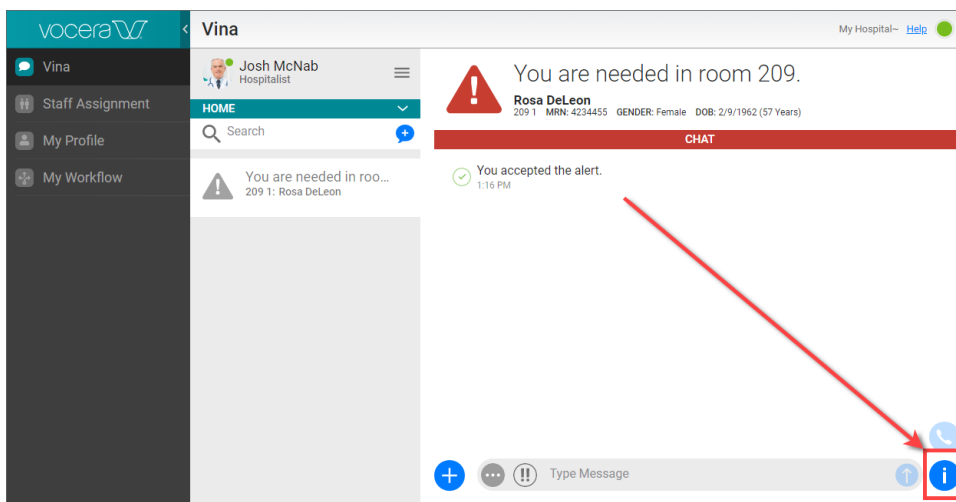 vocera
Vina
My Hospital~ Help
Vina
Staff Assignment
My Profile
My Workflow
Josh McNab
Hospitalist
HOME
Search
You are needed in roo...
209 1: Rosa DeLeon
You are needed in room 209.
Rosa DeLeon
209 1 MRN: 4234455 GENDER: Female DOB: 2/9/1962 (57 Years)
CHAT
You accepted the alert.
1:16 PM
Type Message